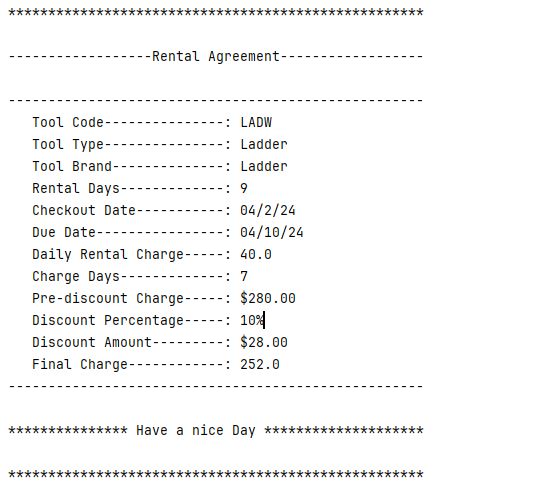 ****************************************************
------------------Rental Agreement------------------
----------------------------------------------------
Tool Code---------------: LADW
Tool Type---------------: Ladder
Tool Brand--------------: Ladder
Rental Days-------------: 9
Checkout Date-----------: 04/2/24
Due Date----------------: 04/10/24
Daily Rental Charge-----: 40.0
Charge Days-------------: 7
Pre-discount Charge-----: $280.00
Discount Percentage-----: 10%
Discount Amount---------: $28.00
Final Charge------------: 252.0
----------------------------------------------------
*************** Have a nice Day ********************
****************************************************